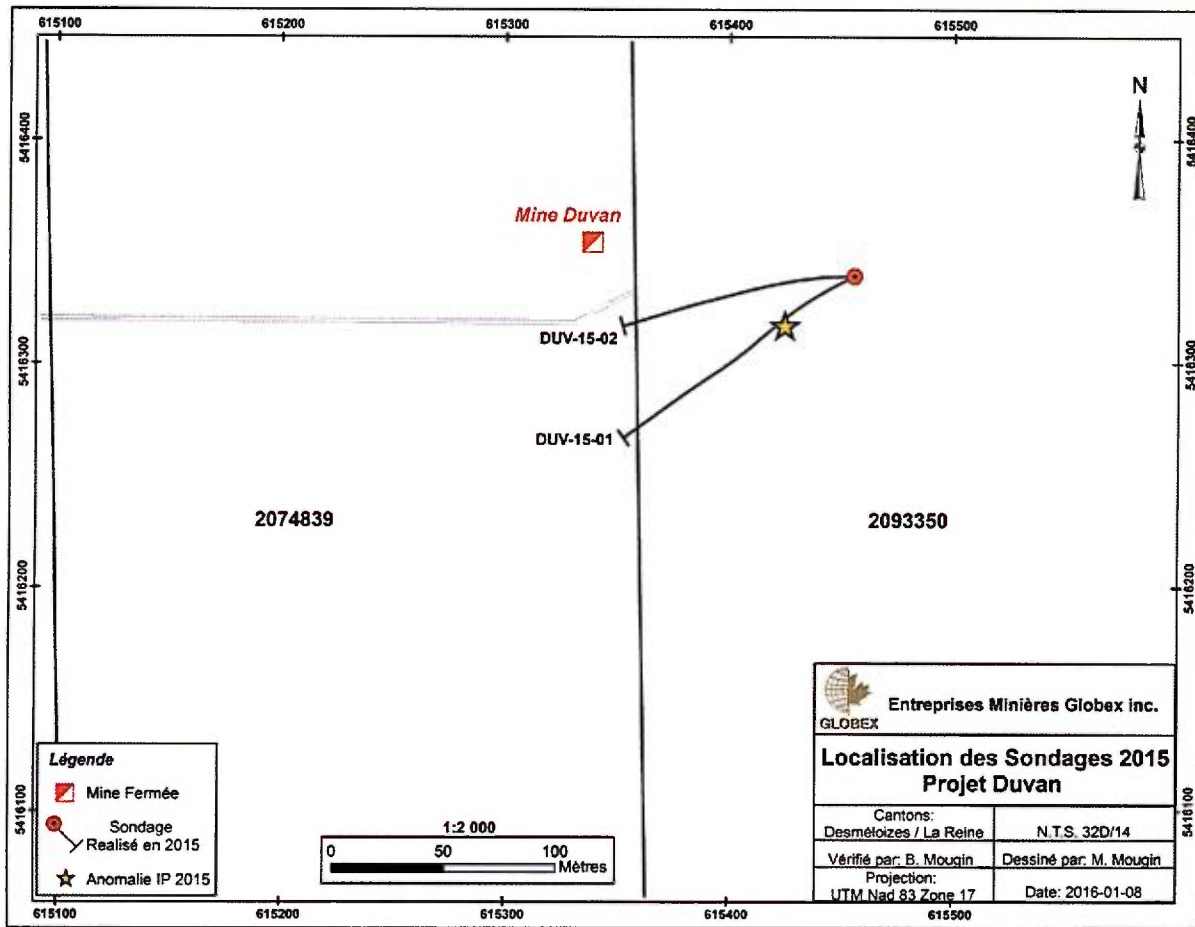 615100
615200
615300
615400
615500
N
5416400
5416400
Mine Duvan
DUV-15-02
5416300
5416300
DUV-15-01
2074839
2093350
5416200
5416200
GLOBEX
Entreprises Minières Globex inc.
Localisation des Sondages 2015
Projet Duvan
Cantons:
Desméloizes / La Reine
N.T.S. 32D/14
Vérifié par: B. Mougin
Dessiné par: M. Mougin
Projection:
UTM Nad 83 Zone 17
Date: 2016-01-08
Légende
Mine Fermée
Sondage
Realisé en 2015
Anomalie IP 2015
5416100
5416100
1:2 000
0
50
100
Mètres
615100
615200
615300
615400
615500